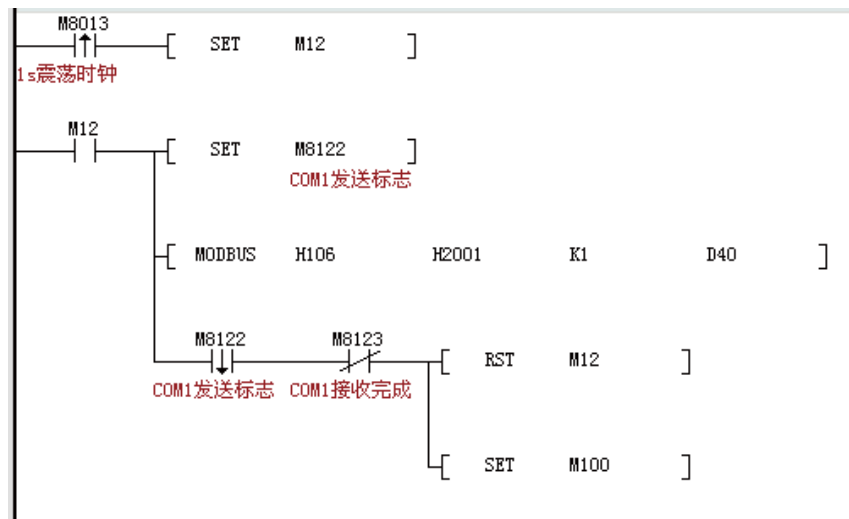 M8013
[ SET M12 ]
1s震荡时钟
M12
[ SET M8122 ]
COM1发送标志
[ MODBUS H106 H2001 K1 D40 ]
M8122 M8123
[ RST M12 ]
COM1发送标志 COM1接收完成
[ SET M100 ]